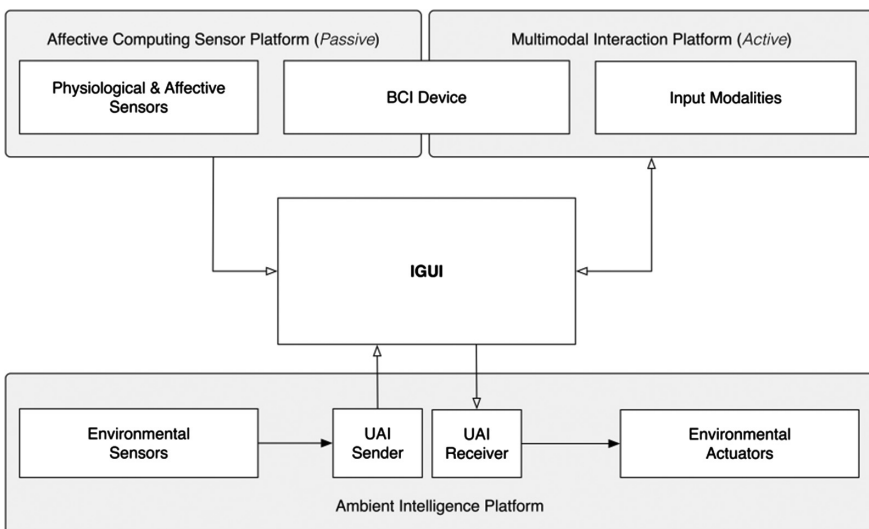 Affective Computing Sensor Platform (Passive)
Multimodal Interaction Platform (Active)
Physiological & Affective
Sensors
BCI Device
Input Modalities
IGUI
Environmental
Sensors
UAI
Sender
UAI
Receiver
Environmental
Actuators
Ambient Intelligence Platform